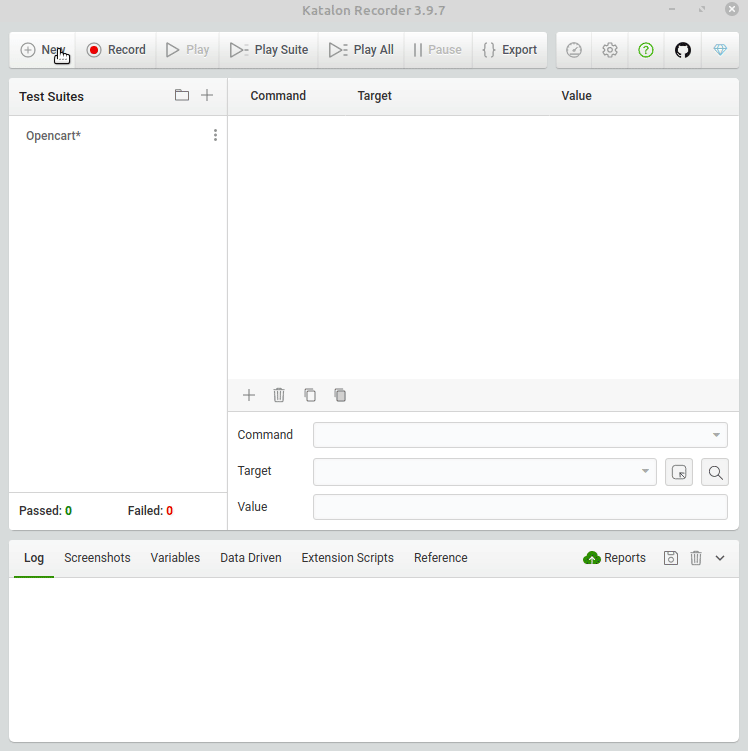 Katalon Recorder 3.9.7
New Record Play Play Suite Play All Pause Export
Test Suites
Command Target Value
Opencart*
Command
Target
Value
Passed: 0 Failed: 0
Log Screenshots Variables Data Driven Extension Scripts Reference Reports